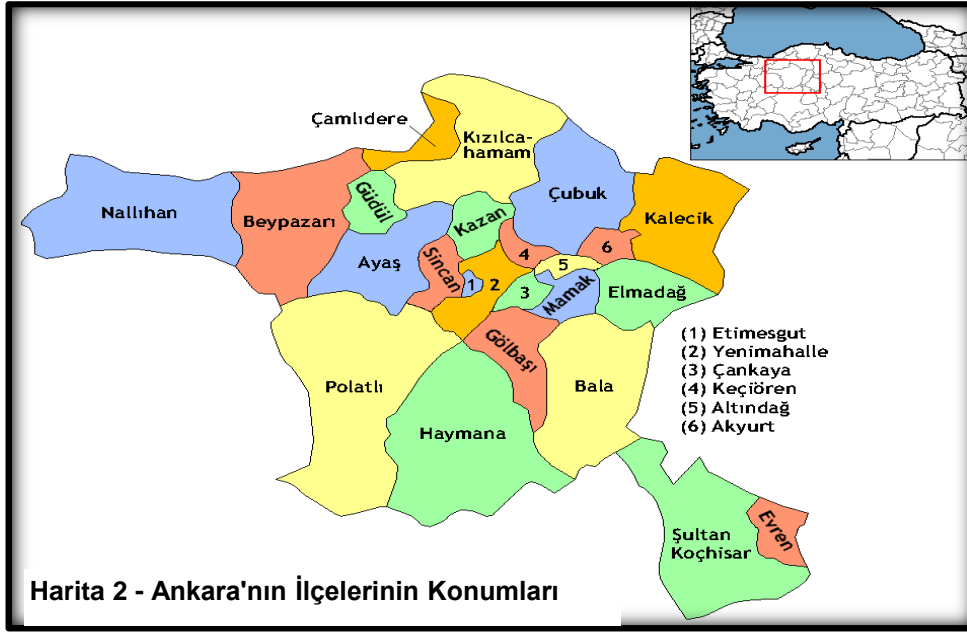 Çamlıdere
Kızılca-
hamam
Nallıhan
Beypazarı
Güdül
Çubuk
Kalecik
Kazan
Ayaş
Sincan
4
6
5
1
2
3
Mamak
Elmadağ
Gölbaşı
Polatlı
Bala
Haymana
(1) Etimesgut
(2) Yenimahalle
(3) Çankaya
(4) Keçiören
(5) Altındağ
(6) Akyurt
Şultan
Koçhisar
Evren
Harita 2 - Ankara'nın İlçelerinin Konumları